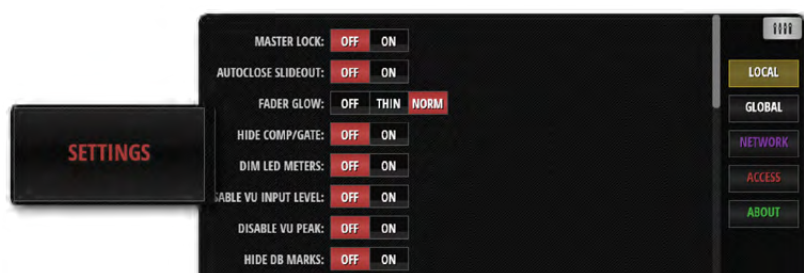 MASTER LOCK: OFF ON
AUTOCLOSE SLIDEOUT: OFF ON
LOCAL
FADER GLOW: OFF THIN NORM
GLOBAL
HIDE COMP/GATE: OFF ON
NETWORK
SETTINGS
DIM LED METERS: OFF ON
ACCESS
SABLE VU INPUT LEVEL: OFF ON
ABOUT
DISABLE VU PEAK: OFF ON
HIDE DB MARKS: OFF ON